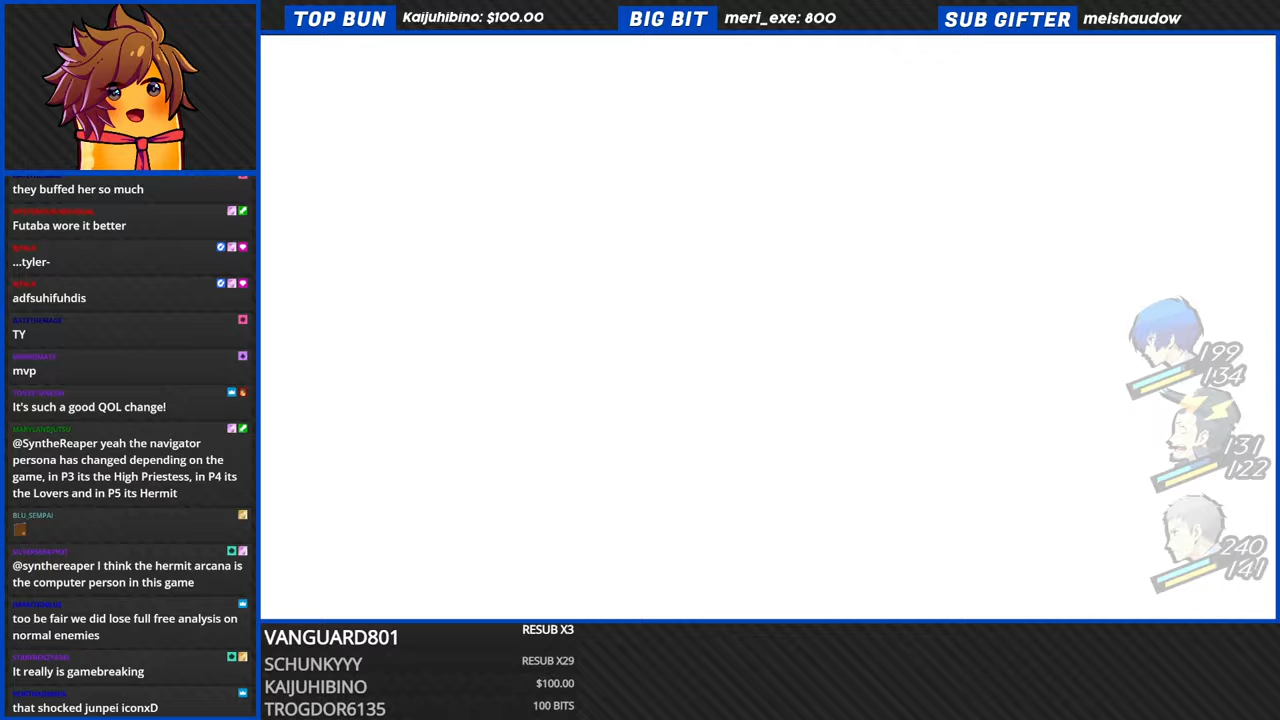 TOP BUN
Kaijuhibino: $100.00
BIG BIT
meri_exe: 800
SUB GIFTER
meishaudow
they buffed her so much
Futaba wore it better
...tyler-
adfsuhifuhdis
TY
mvp
It's such a good QOL change!
MARYLANDJUTSU
@SyntheReaper yeah the navigator
persona has changed depending on the
game, in P3 its the High Priestess, in P4 its
the Lovers and in P5 its Hermit
BLU_SEMPAI
@synthereaper I think the hermit arcana is
the computer person in this game
too be fair we did lose full free analysis on
normal enemies
It really is gamebreaking
that shocked junpei iconxD
199
134
131
122
240
141
VANGUARD801
RESUB X3
SCHUNKYYY
RESUB X29
KAIJUHIBINO
$100.00
TROGDOR6135
100 BITS